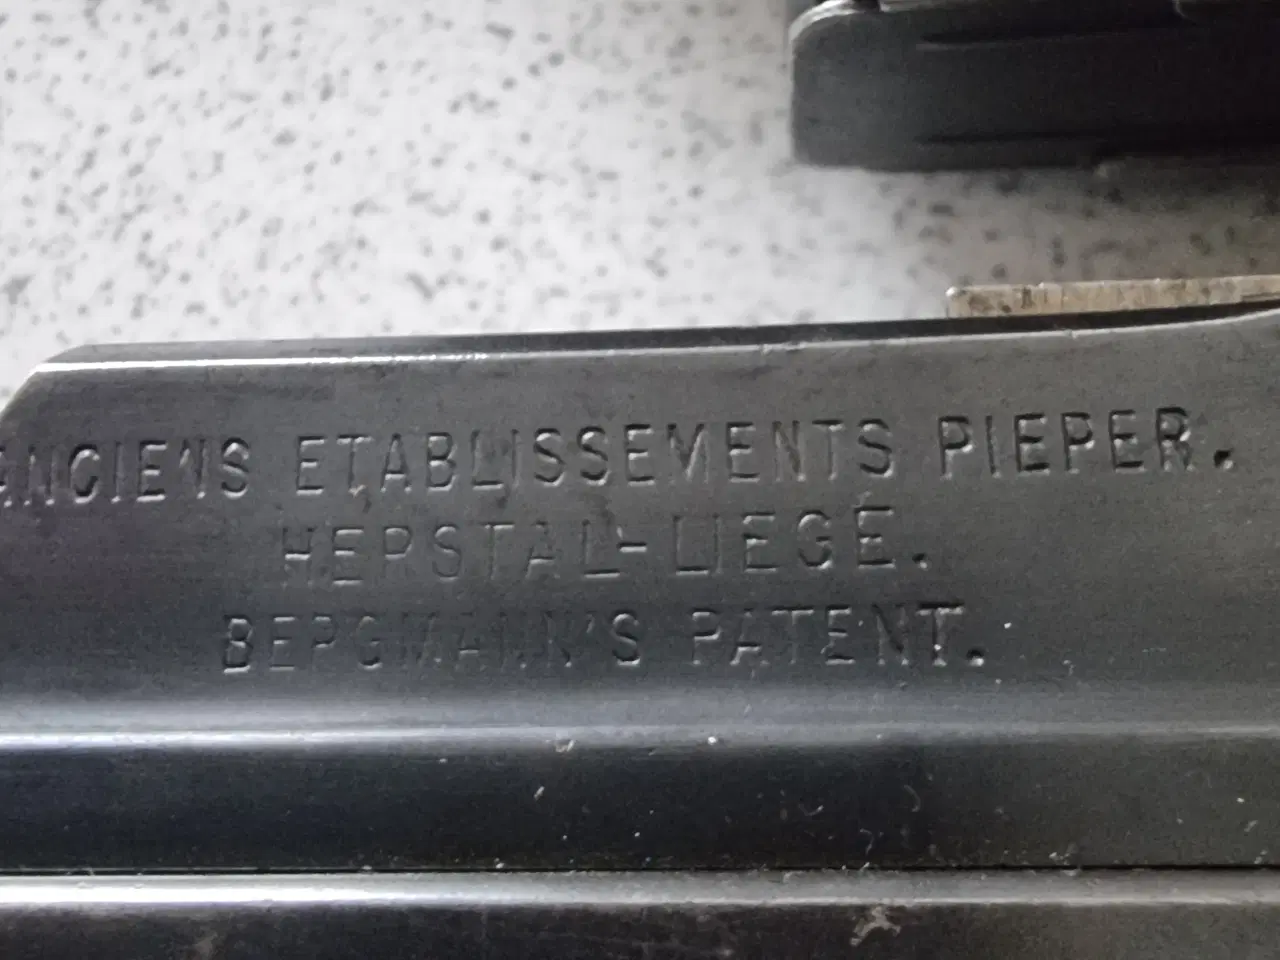 ANCIENS ETABLISSEMENTS PIEPER.
HERSTAL-LIEGE.
BERGMANN'S PATENT.